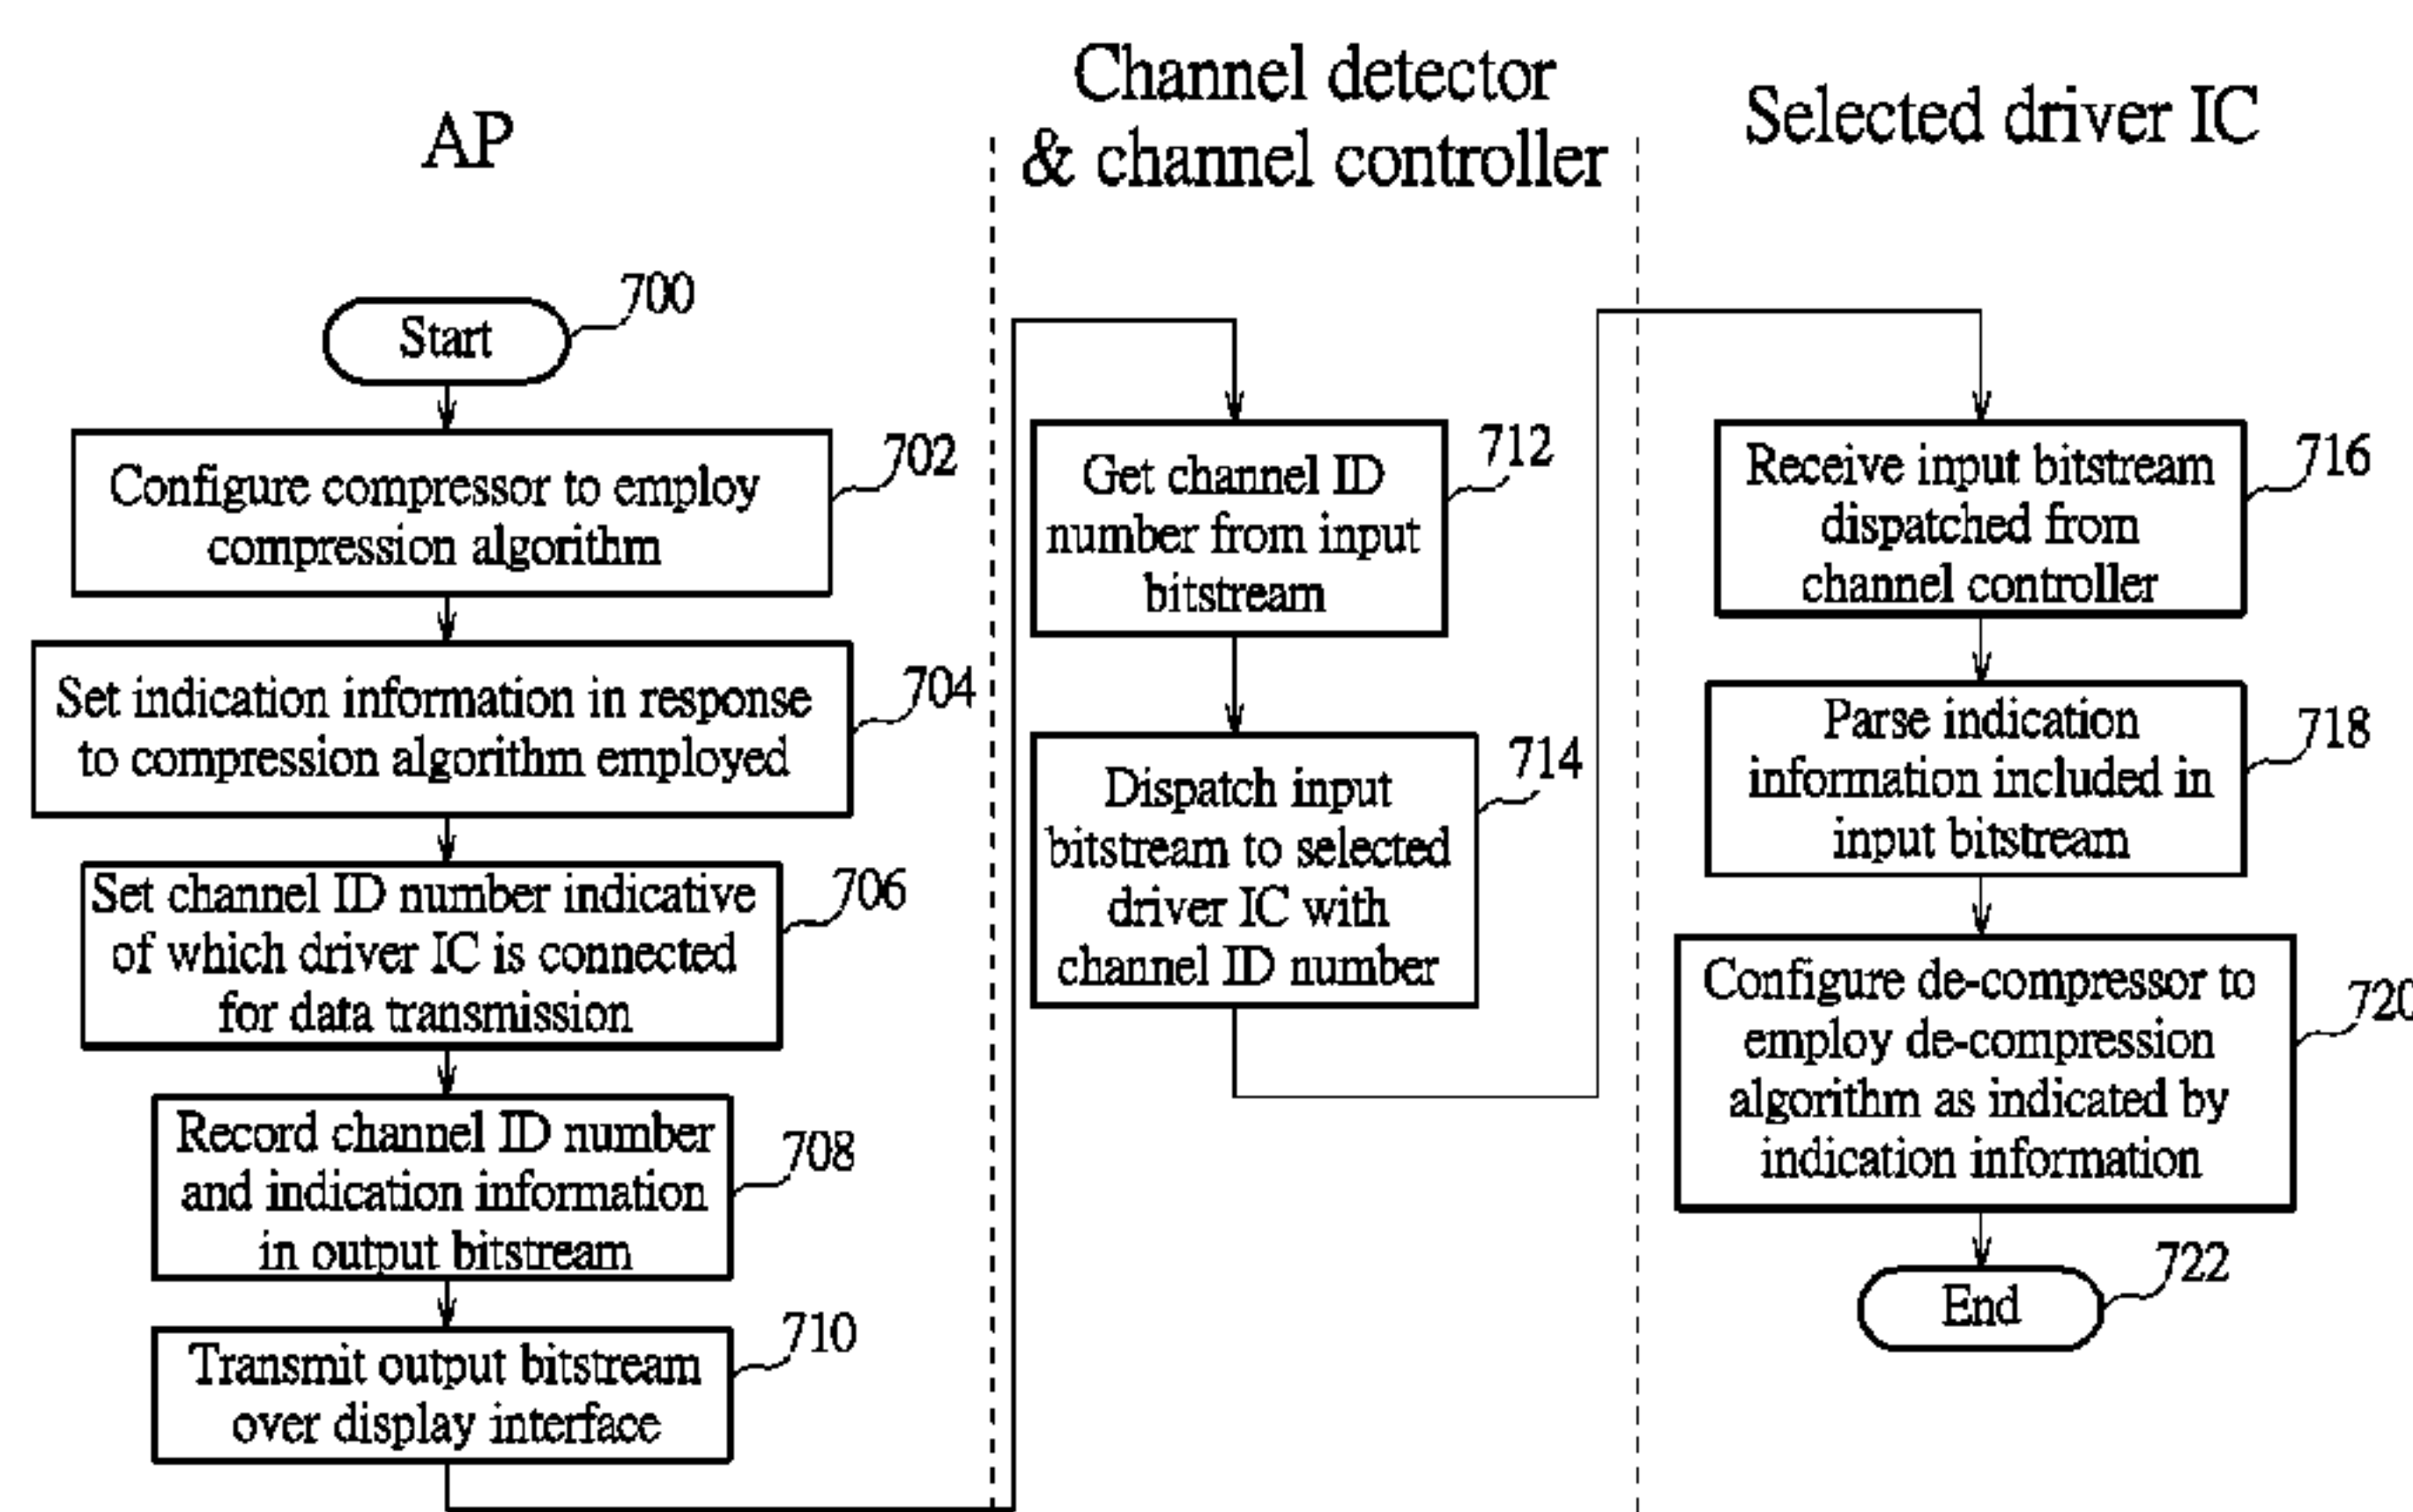 AP
Start
700
Configure compressor to employ
compression algorithm
702
Set indication information in response
to compression algorithm employed
704
Set channel ID number indicative
of which driver IC is connected
for data transmission
706
Record channel ID number
and indication information
in output bitstream
708
Transmit output bitstream
over display interface
710
Channel detector
& channel controller
Get channel ID
number from input
bitstream
712
Dispatch input
bitstream to selected
driver IC with
channel ID number
714
Selected driver IC
Receive input bitstream
dispatched from
channel controller
716
Parse indication
information included in
input bitstream
718
Configure de-compressor to
employ de-compression
algorithm as indicated by
indication information
720
End
722